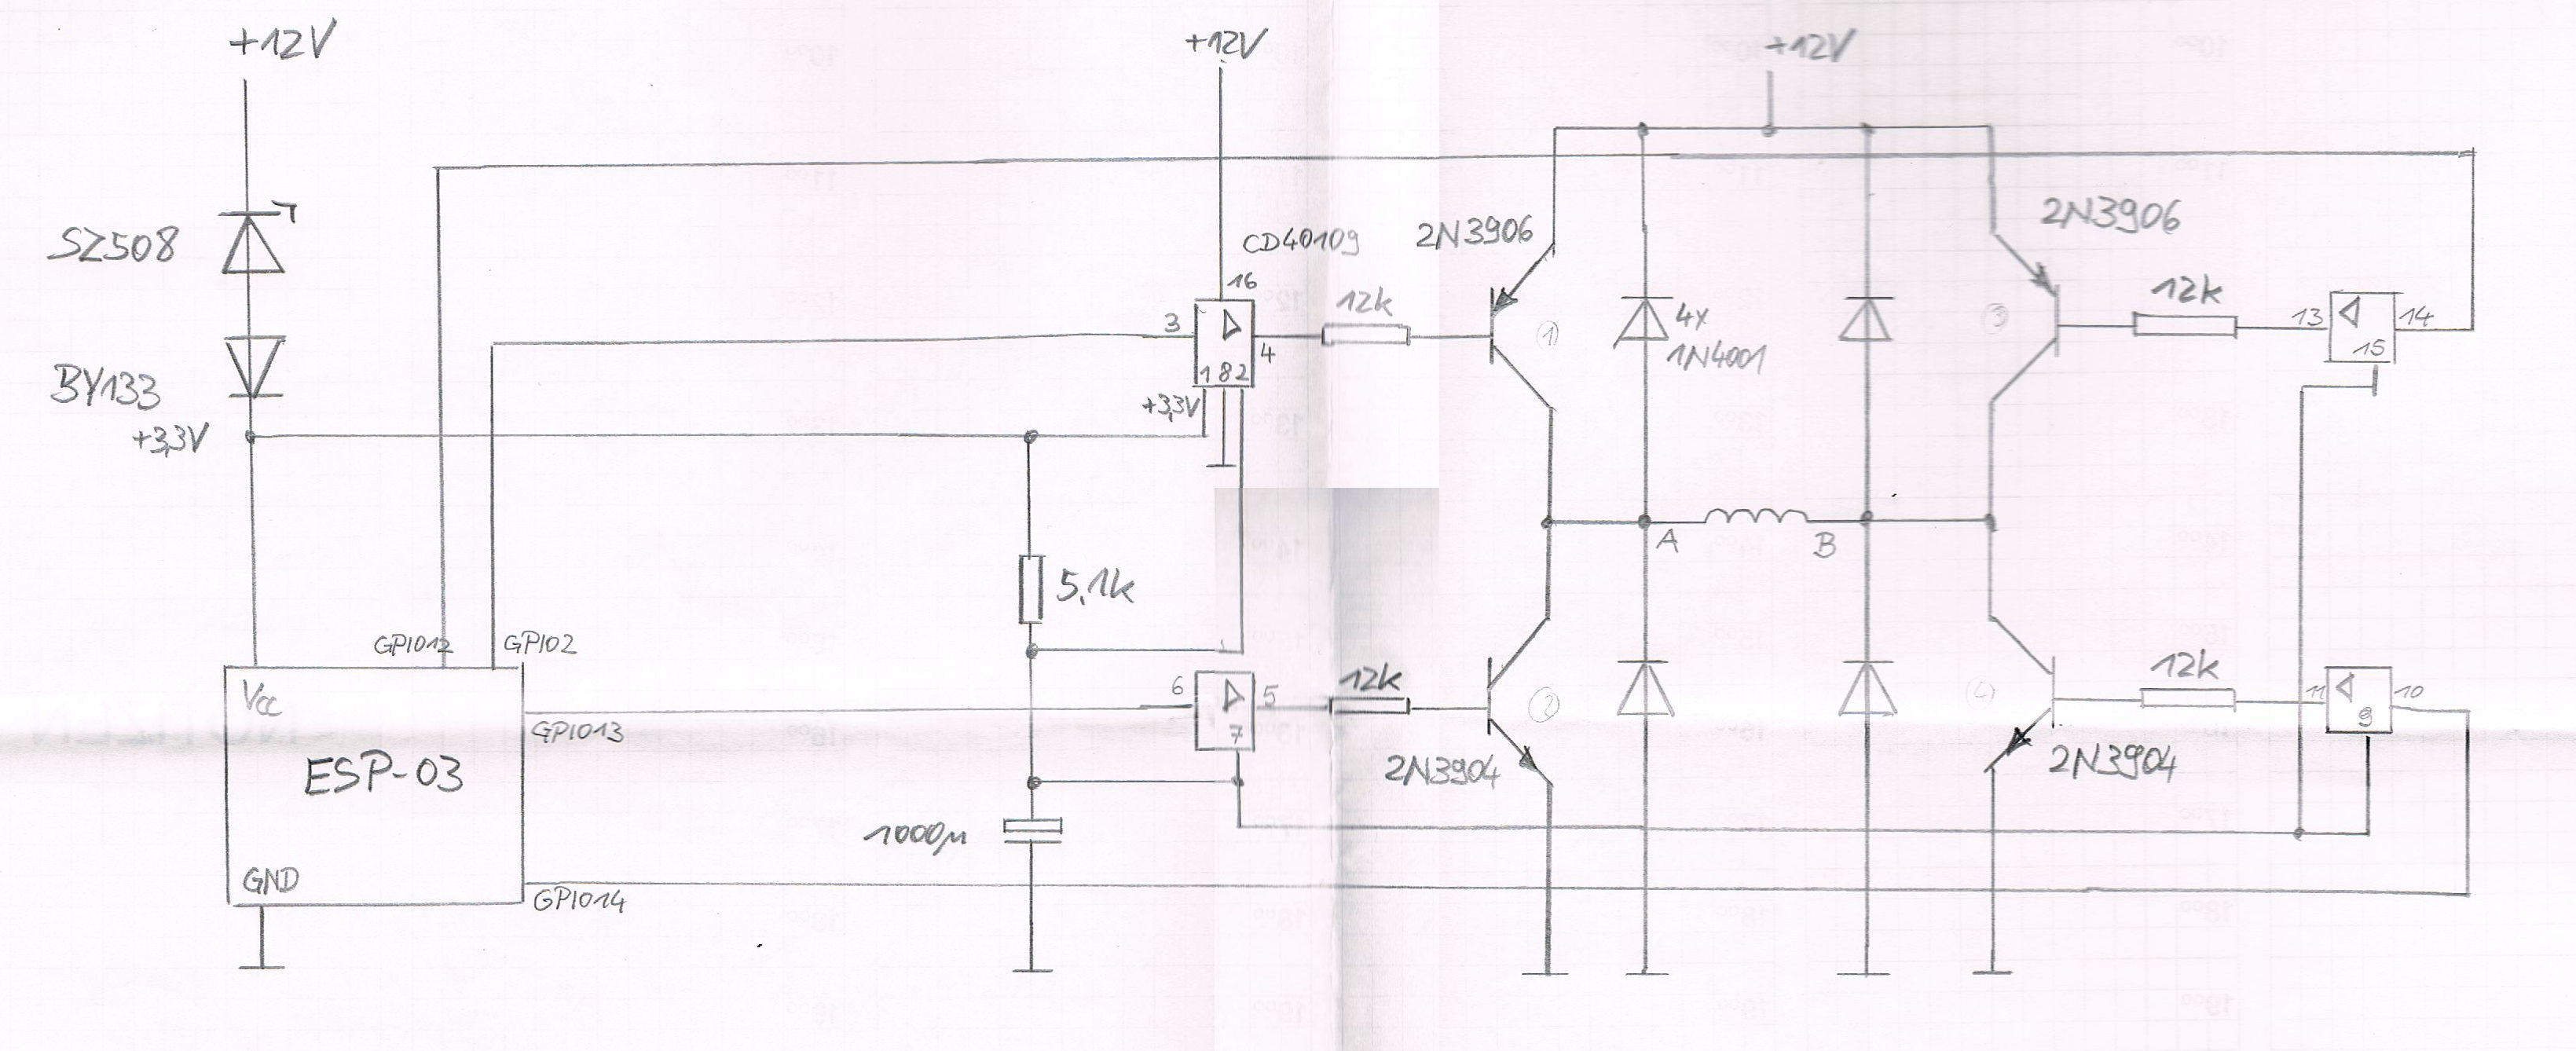 +12V
+12V
+12V
SZ508
BY133
+3,3V
CD40109
16
3
4
1 8 2
+3,3V
12k
2N3906
1
4x
1N4001
2N3906
3
12k
13
14
15
5,1k
A
B
GPIO12
GPIO2
Vcc
ESP-03
GND
GPIO13
GPIO14
6
5
7
12k
2
2N3904
1000µ
4
2N3904
12k
11
10
9